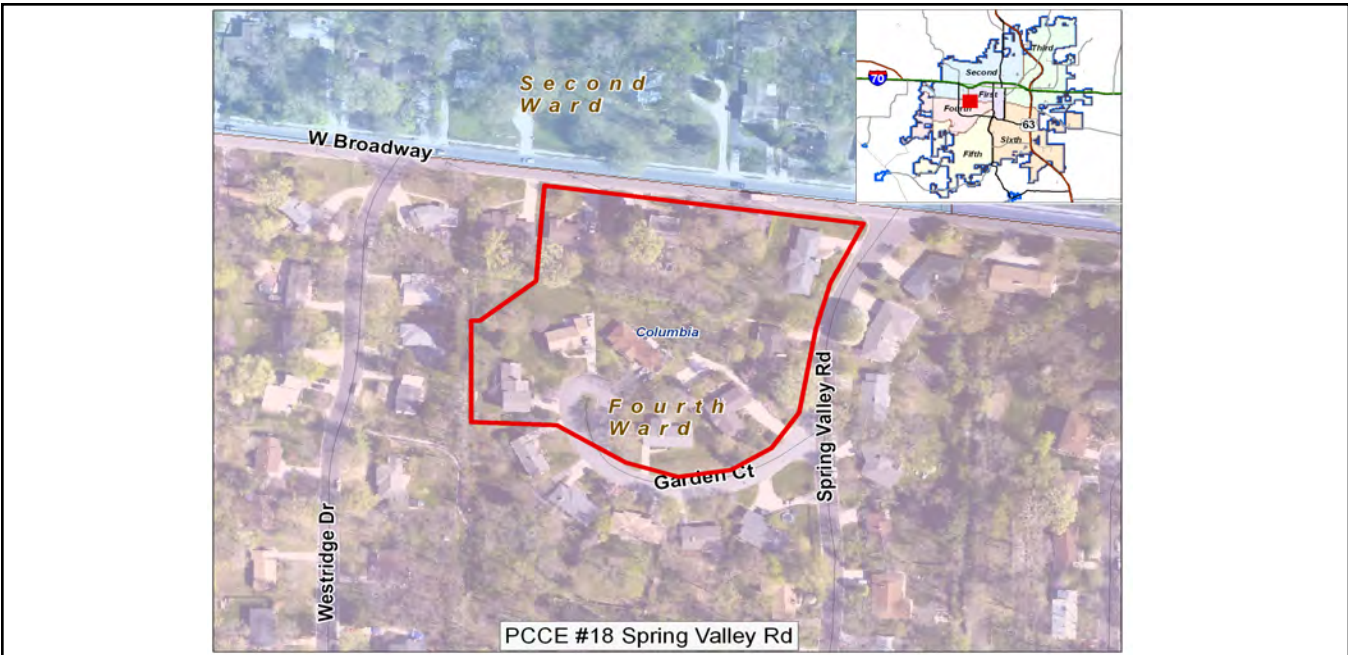 Second
Ward
W Broadway
Third
Second
70
First
Fourth
63
Sixth
Fifth
Columbia
Fourth
Ward
Garden Ct
Spring Valley Rd
Westridge Dr
PCCE #18 Spring Valley Rd